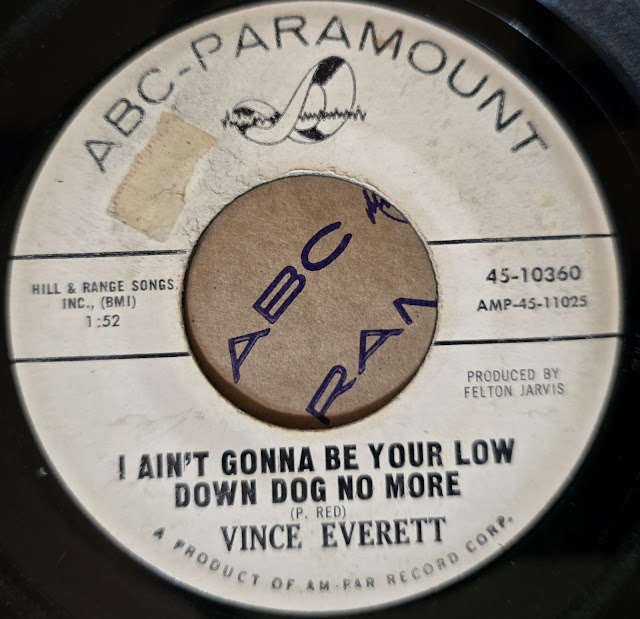 ABC-PARAMOUNT
HILL & RANGE SONGS,
INC., (BMI)
1:52
ABC
RAM
45-10360
AMP-45-11025
PRODUCED BY
FELTON JARVIS
I AIN'T GONNA BE YOUR LOW
DOWN DOG NO MORE
(P. RED)
VINCE EVERETT
A PRODUCT OF AM-PAR RECORD CORP.